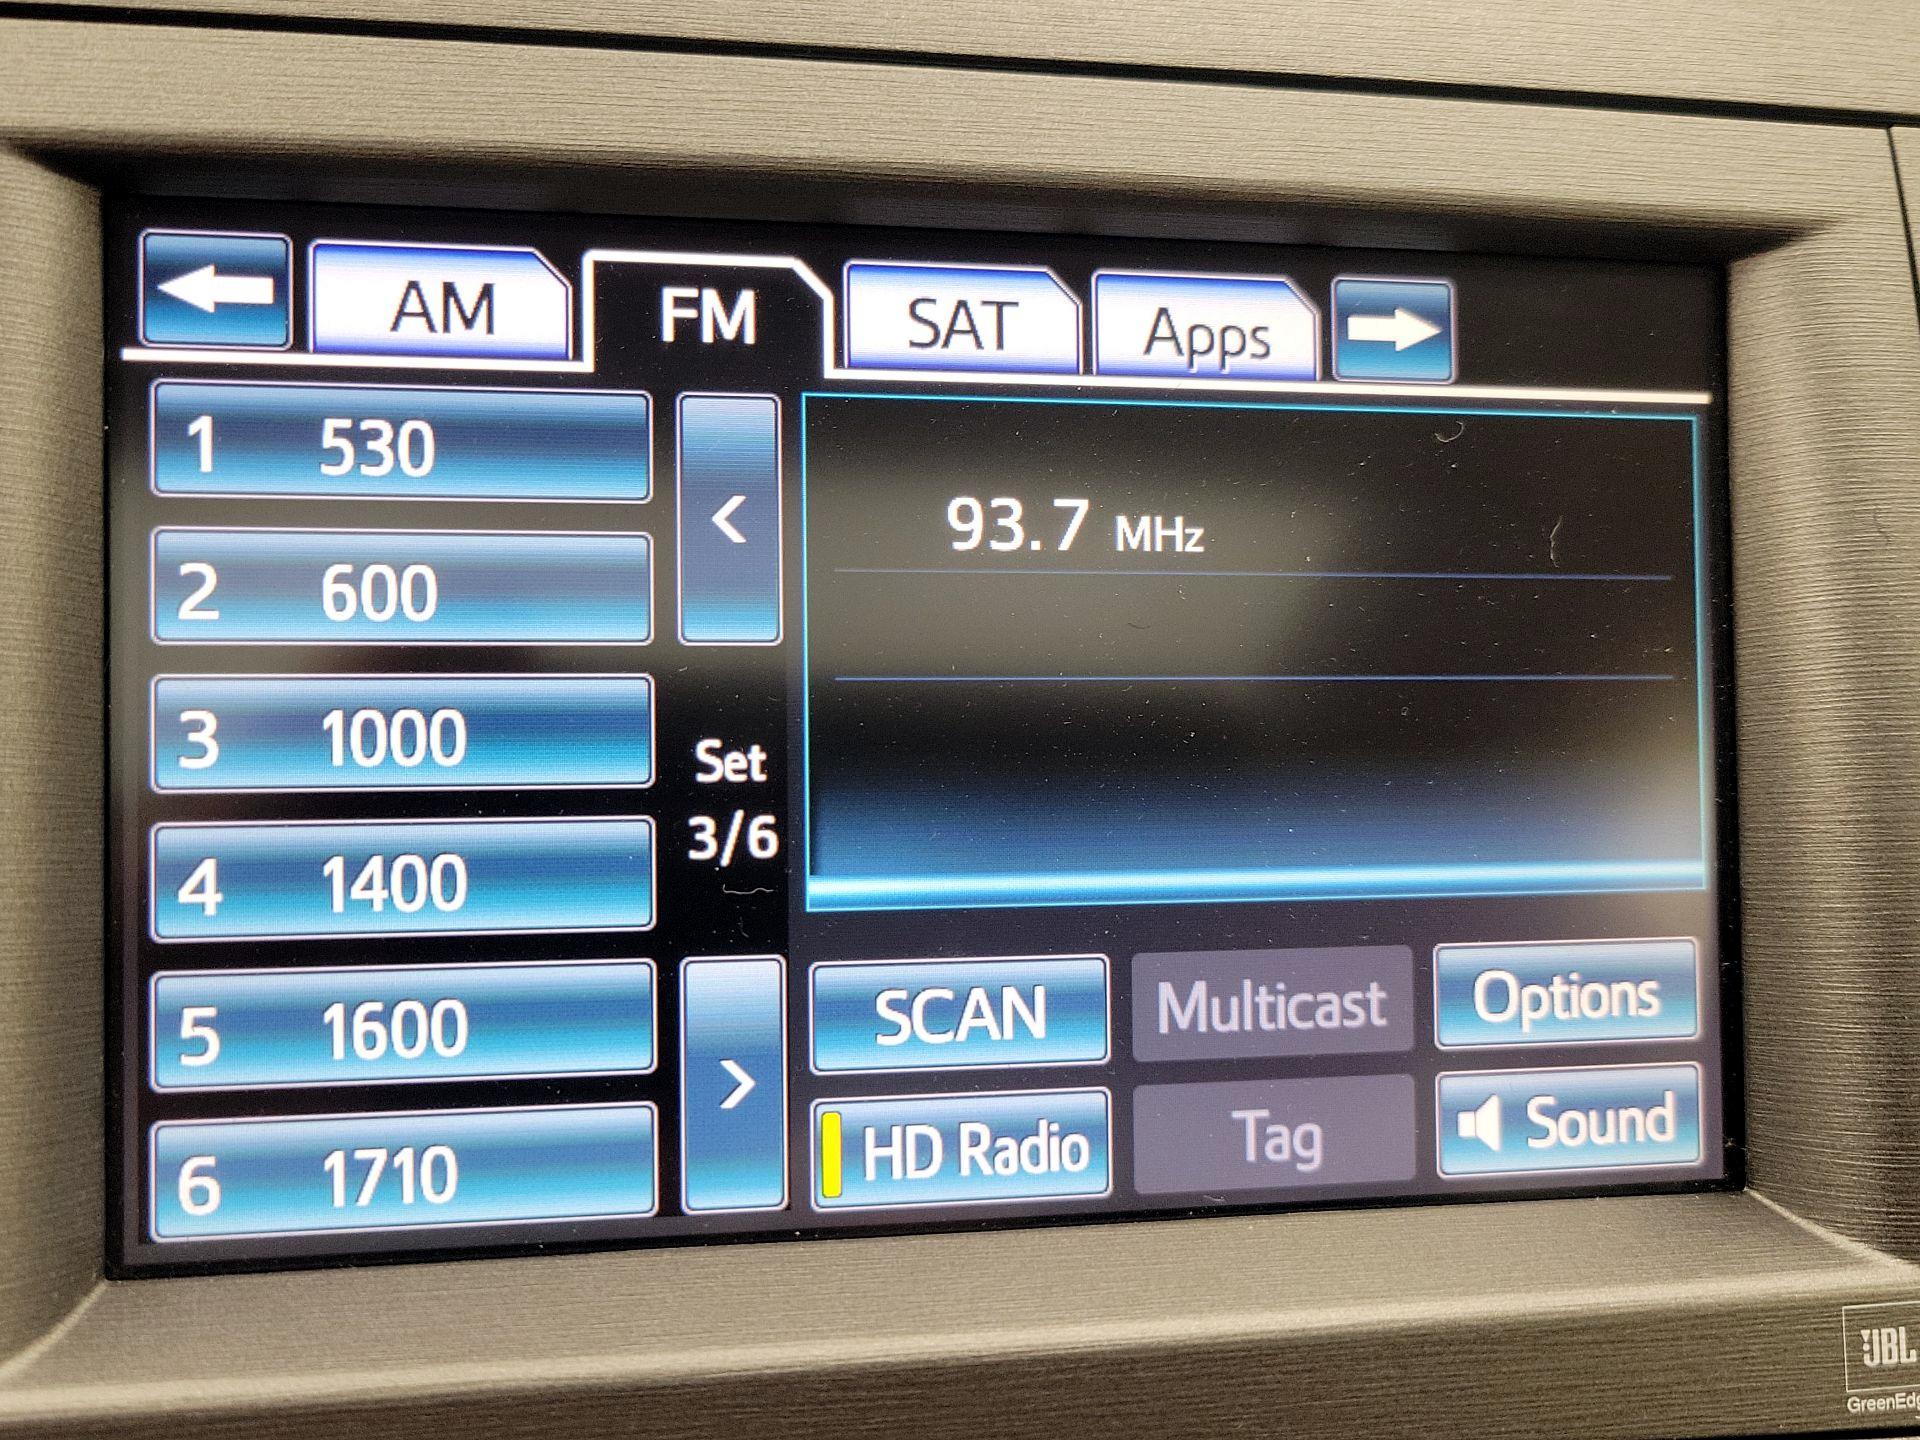 AM FM SAT Apps
1 530
2 600
3 1000
4 1400
5 1600
6 1710
<
Set
3/6
>
93.7 MHz
SCAN Multicast Options
HD Radio Tag Sound
JBL
GreenEdg